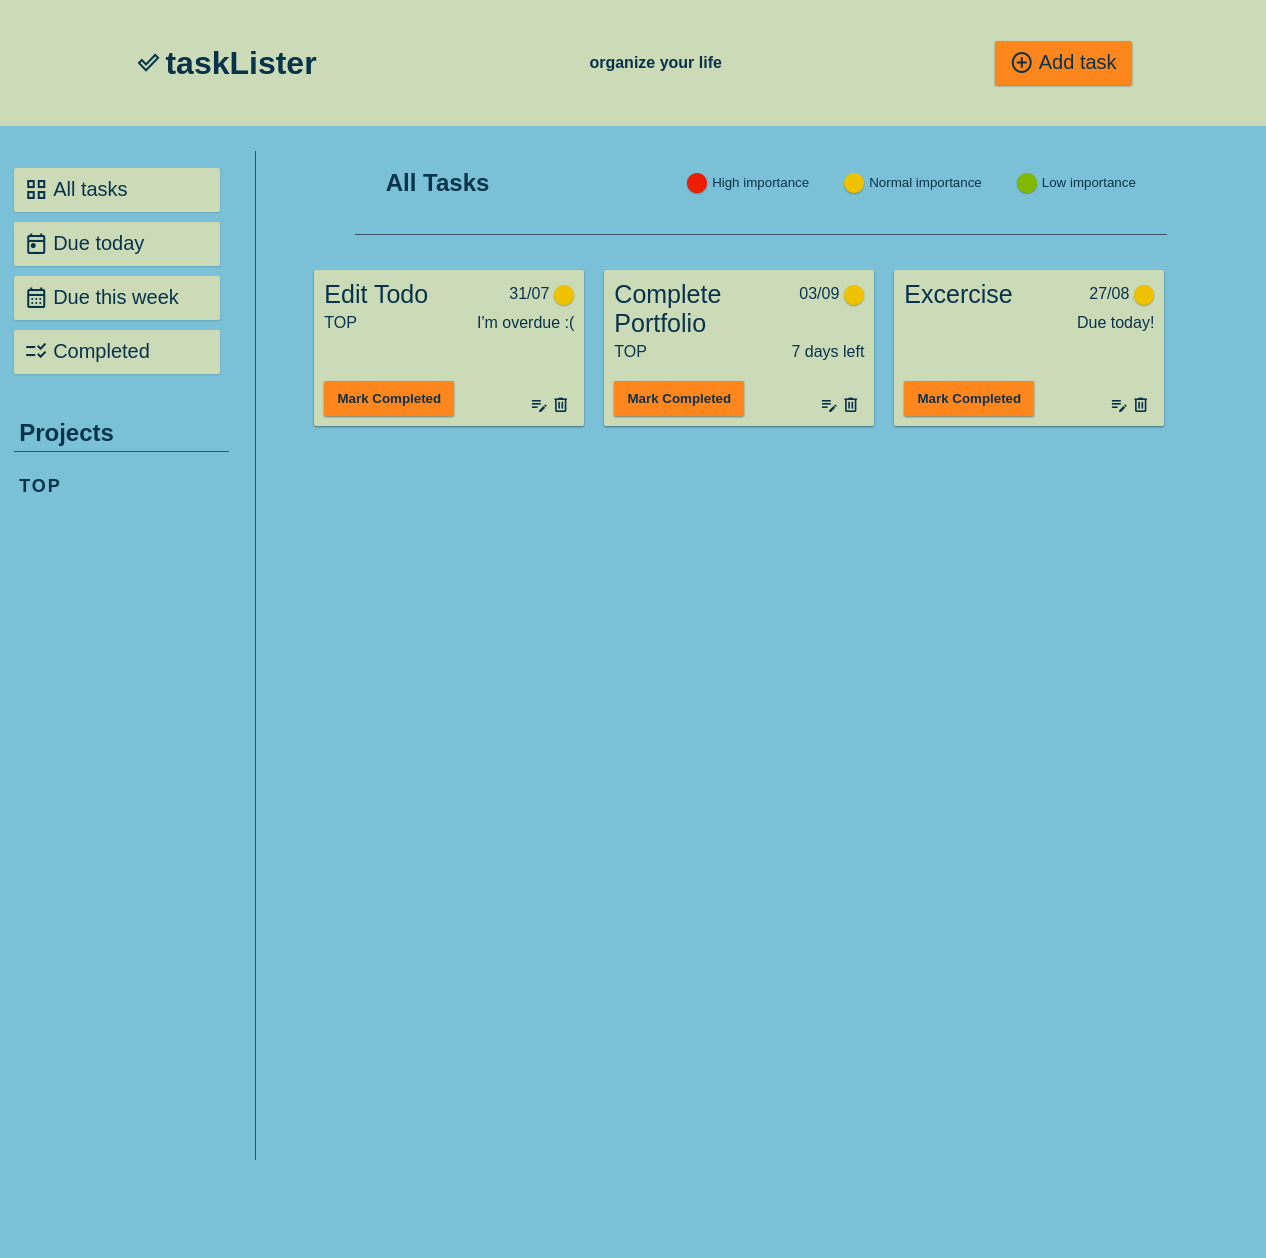 taskLister
organize your life
Add task
All tasks
Due today
Due this week
Completed
Projects
TOP
All Tasks
High importance
Normal importance
Low importance
Edit Todo
31/07
TOP
I'm overdue :(
Mark Completed
Complete
Portfolio
03/09
TOP
7 days left
Mark Completed
Excercise
27/08
Due today!
Mark Completed